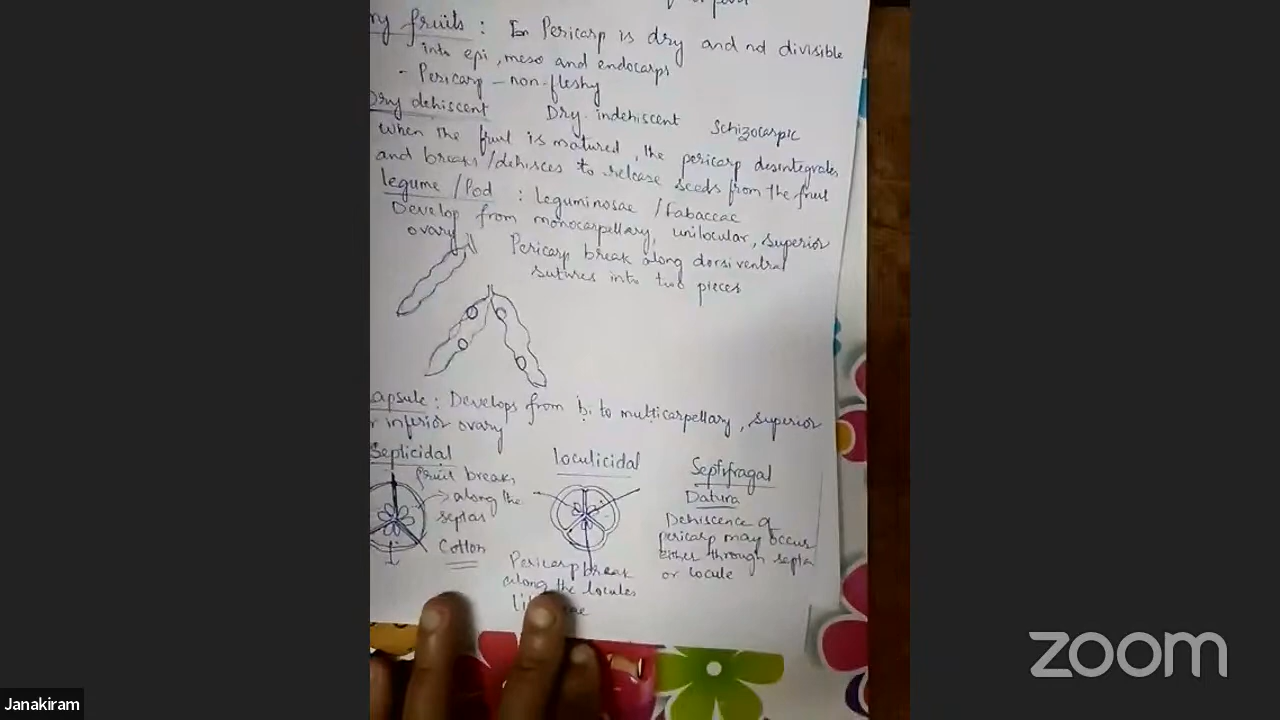 ry fruits : Pericarp is dry and not divisible
into epi, meso and endocarps
- Pericarp - non-fleshy
Dry dehiscent Dry indehiscent Schizocarpic
When the fruit is matured, the pericarp desintegrates
and breaks/dehisces to release seeds from the fruit
legume / Pod : Leguminosae / Fabaceae
Develop from monocarpellary, unilocular, superior
ovary
Pericarp break along dorsiventral
sutures into two pieces
apsule : Develops from bi to multicarpellary, superior
r inferior ovary
Septicidal
fruit breaks
along the
septas
Cotton
loculicidal
Pericarp break
along the locules
Septifragal
Datura
Dehiscence of
pericarp may occur
either through septa
or locule
zoom
Janakiram